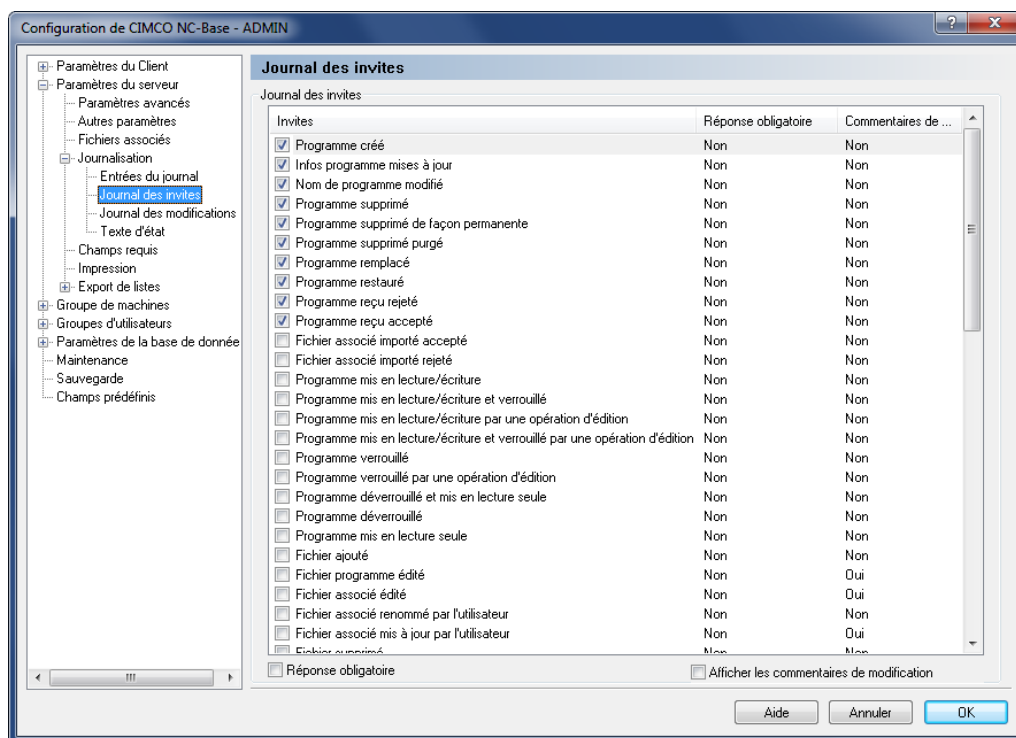 Configuration de CIMCO NC-Base - ADMIN
Paramètres du Client
Paramètres du serveur
Paramètres avancés
Autres paramètres
Fichiers associés
Journalisation
Entrées du journal
Journal des invites
Journal des modifications
Texte d'état
Champs requis
Impression
Export de listes
Groupe de machines
Groupes d'utilisateurs
Paramètres de la base de donnée
Maintenance
Sauvegarde
Champs prédéfinis
Journal des invites
Journal des invites
Invites Réponse obligatoire Commentaires de ...
Programme créé Non Non
Infos programme mises à jour Non Non
Nom de programme modifié Non Non
Programme supprimé Non Non
Programme supprimé de façon permanente Non Non
Programme supprimé purgé Non Non
Programme remplacé Non Non
Programme restauré Non Non
Programme reçu rejeté Non Non
Programme reçu accepté Non Non
Fichier associé importé accepté Non Non
Fichier associé importé rejeté Non Non
Programme mis en lecture/écriture Non Non
Programme mis en lecture/écriture et verrouillé Non Non
Programme mis en lecture/écriture par une opération d'édition Non Non
Programme mis en lecture/écriture et verrouillé par une opération d'édition Non Non
Programme verrouillé Non Non
Programme verrouillé par une opération d'édition Non Non
Programme déverrouillé et mis en lecture seule Non Non
Programme déverrouillé Non Non
Programme mis en lecture seule Non Non
Fichier ajouté Non Non
Fichier programme édité Non Oui
Fichier associé édité Non Oui
Fichier associé renommé par l'utilisateur Non Non
Fichier associé mis à jour par l'utilisateur Non Oui
Fichier supprimé Non Non
Réponse obligatoire Afficher les commentaires de modification
Aide Annuler OK